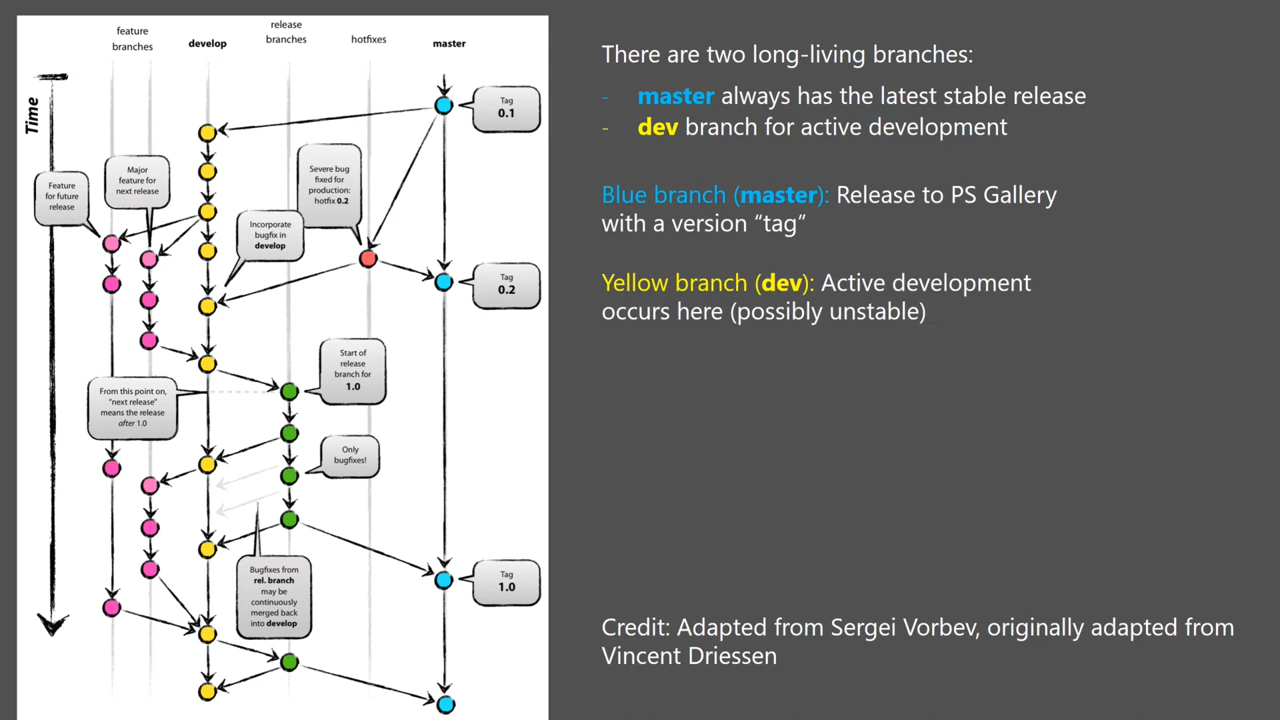 feature
branches
develop
release
branches
hotfixes
master
Time
Tag
0.1
Feature
for future
release
Major
feature for
next release
Severe bug
fixed for
production:
hotfix 0.2
Incorporate
bugfix in
develop
Tag
0.2
Start of
release
branch for
1.0
From this point on,
“next release”
means the release
after 1.0
Only
bugfixes!
Bugfixes from
rel. branch
may be
continuously
merged back
into develop
Tag
1.0
There are two long-living branches:
- master always has the latest stable release
- dev branch for active development
Blue branch (master): Release to PS Gallery
with a version “tag”
Yellow branch (dev): Active development
occurs here (possibly unstable)
Credit: Adapted from Sergei Vorbev, originally adapted from
Vincent Driessen